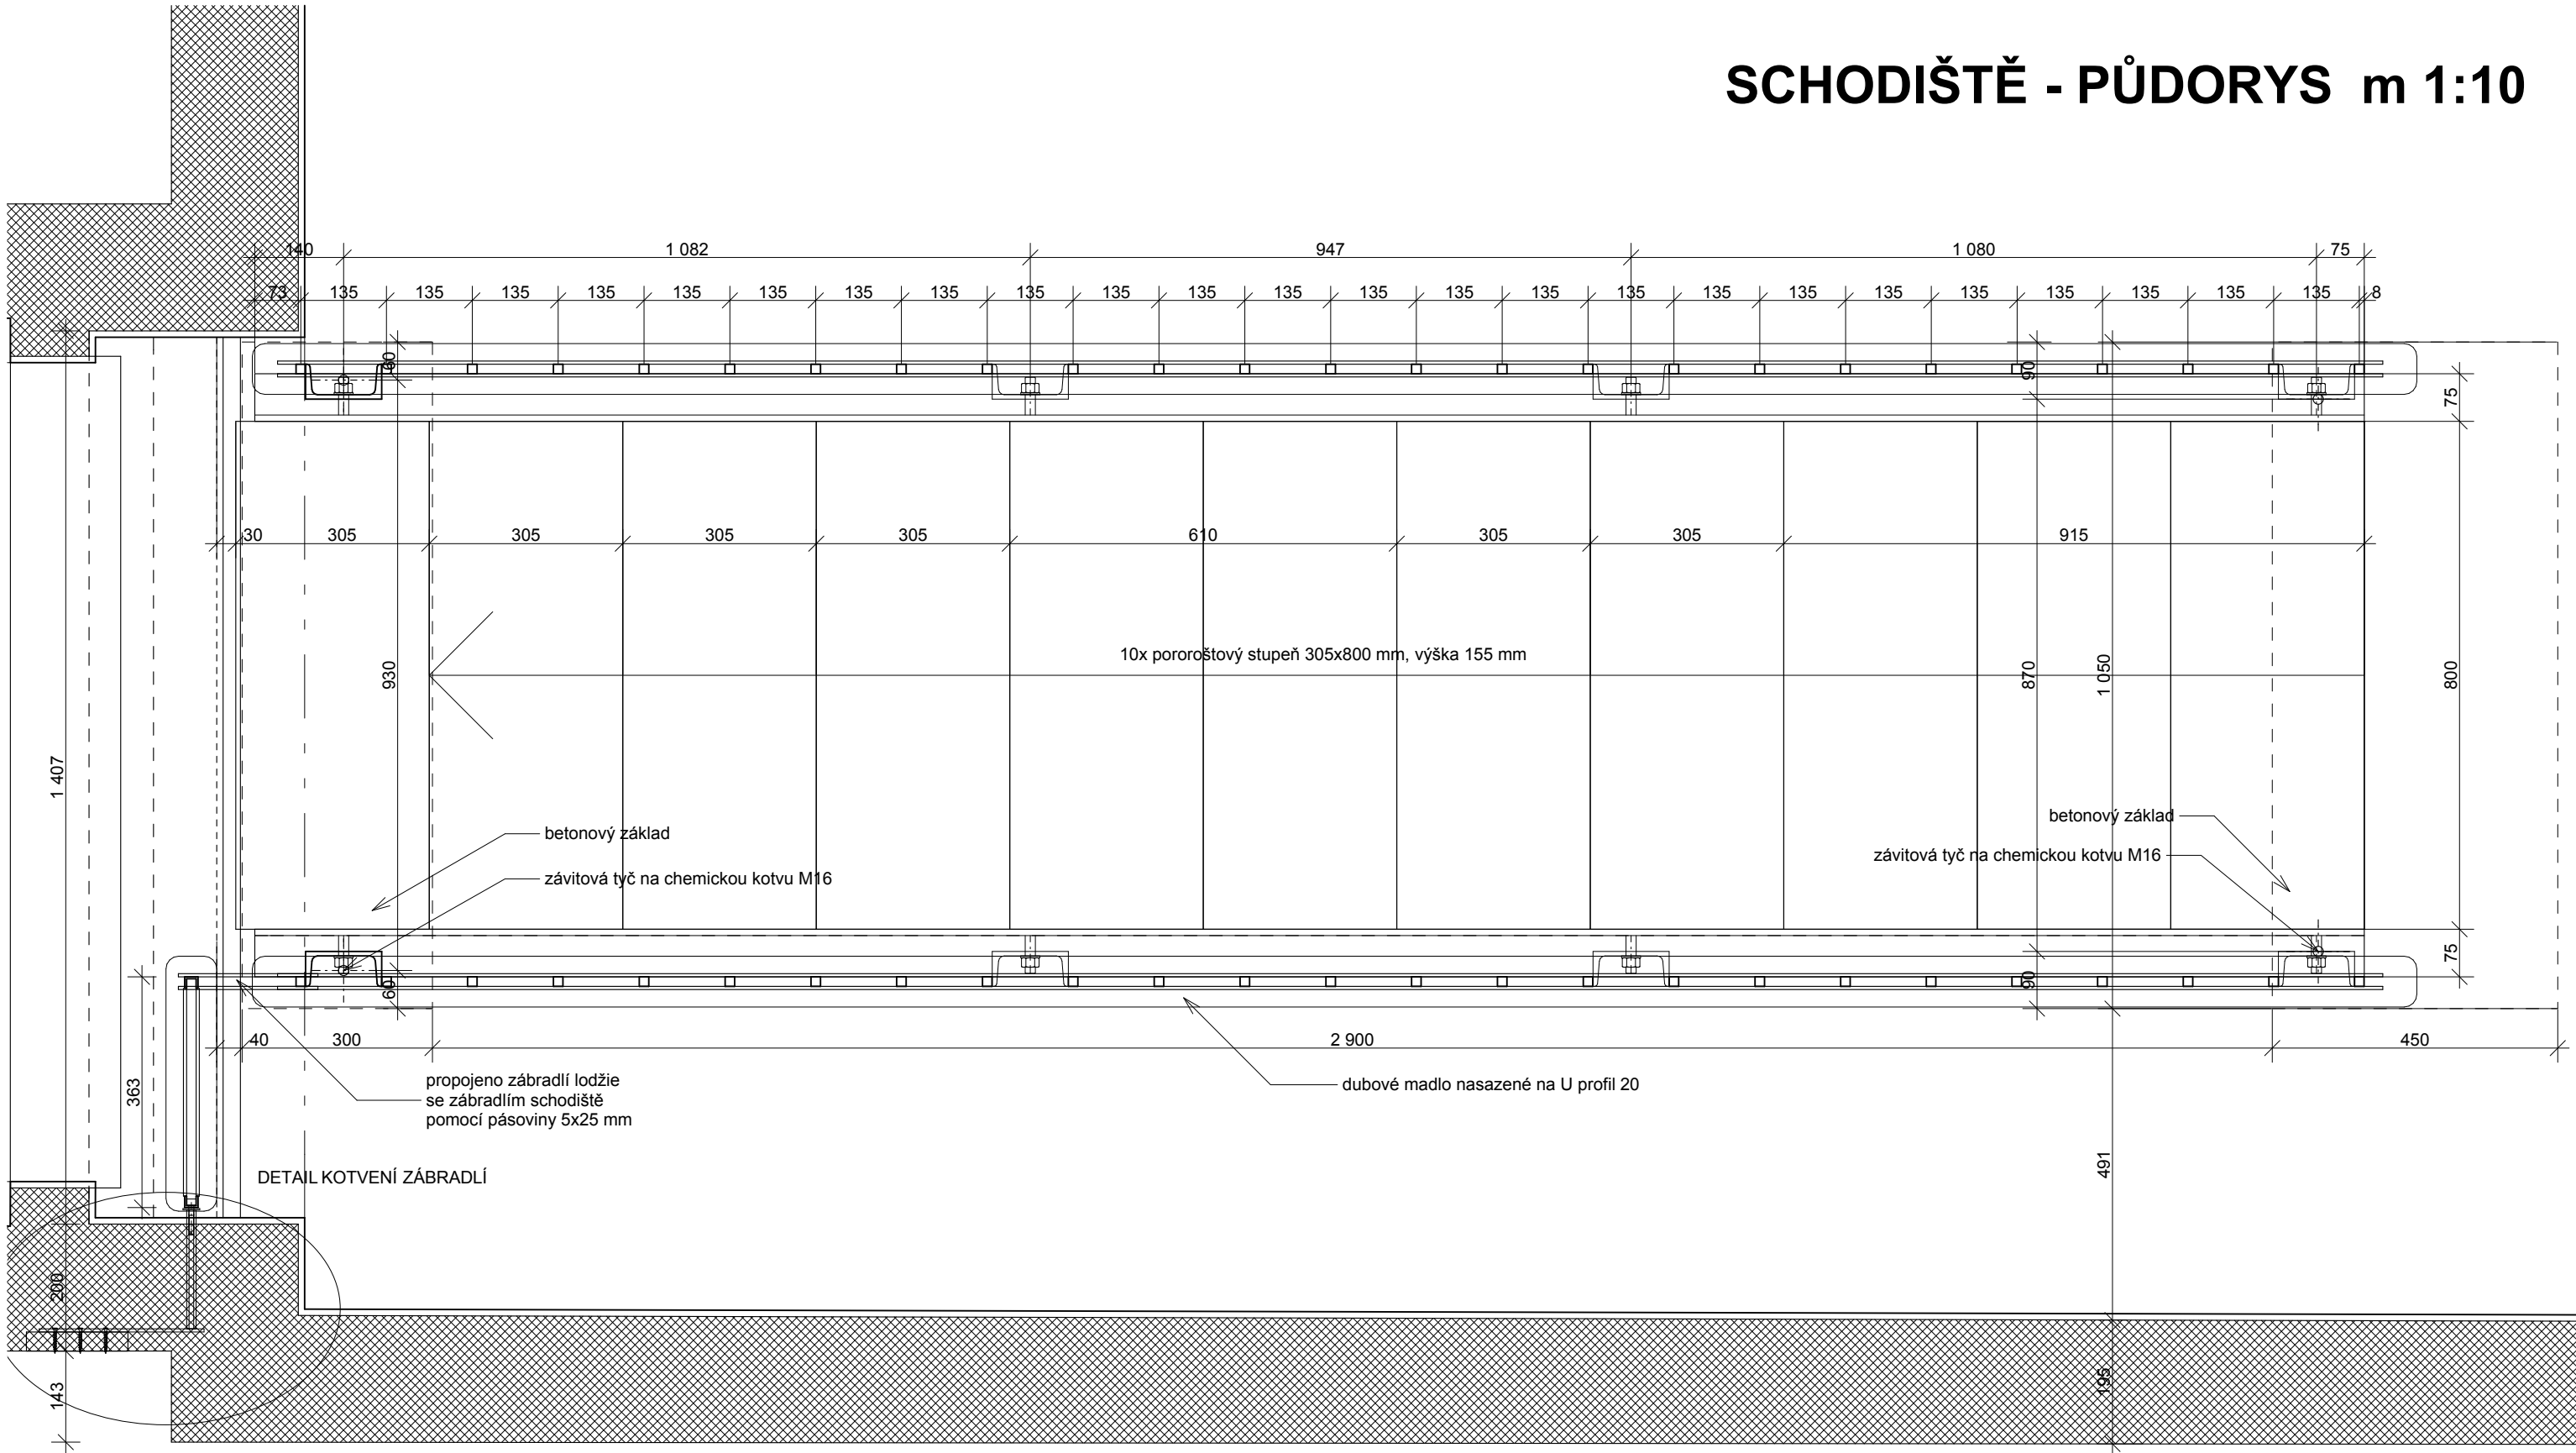 SCHODIŠTĚ - PŮDORYS  m 1:10
140 1 082 947 1 080 75
73 135 135 135 135 135 135 135 135 135 135 135 135 135 135 135 135 135 135 135 135 135 135 135 135 8
60
90
75
30 305 305 305 305 610 305 305 915
10x pororoštový stupeň 305x800 mm, výška 155 mm
930
870
1 050
800
1 407
betonový základ
závitová tyč na chemickou kotvu M16
betonový základ
závitová tyč na chemickou kotvu M16
60
90
75
40 300 2 900 450
363
propojeno zábradlí lodžie
se zábradlím schodiště
pomocí pásoviny 5x25 mm
dubové madlo nasazené na U profil 20
DETAIL KOTVENÍ ZÁBRADLÍ
491
200
143
195